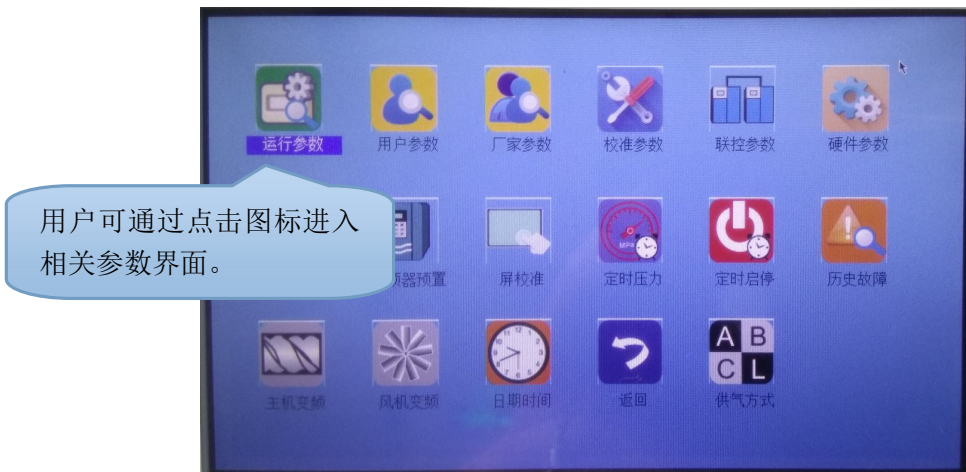 运行参数 用户参数 厂家参数 校准参数 联控参数 硬件参数
用户可通过点击图标进入
相关参数界面。
频器预置 屏校准 定时压力 定时启停 历史故障
MPa
主机变频 风机变频 日期时间 返回 供气方式
A B
C L